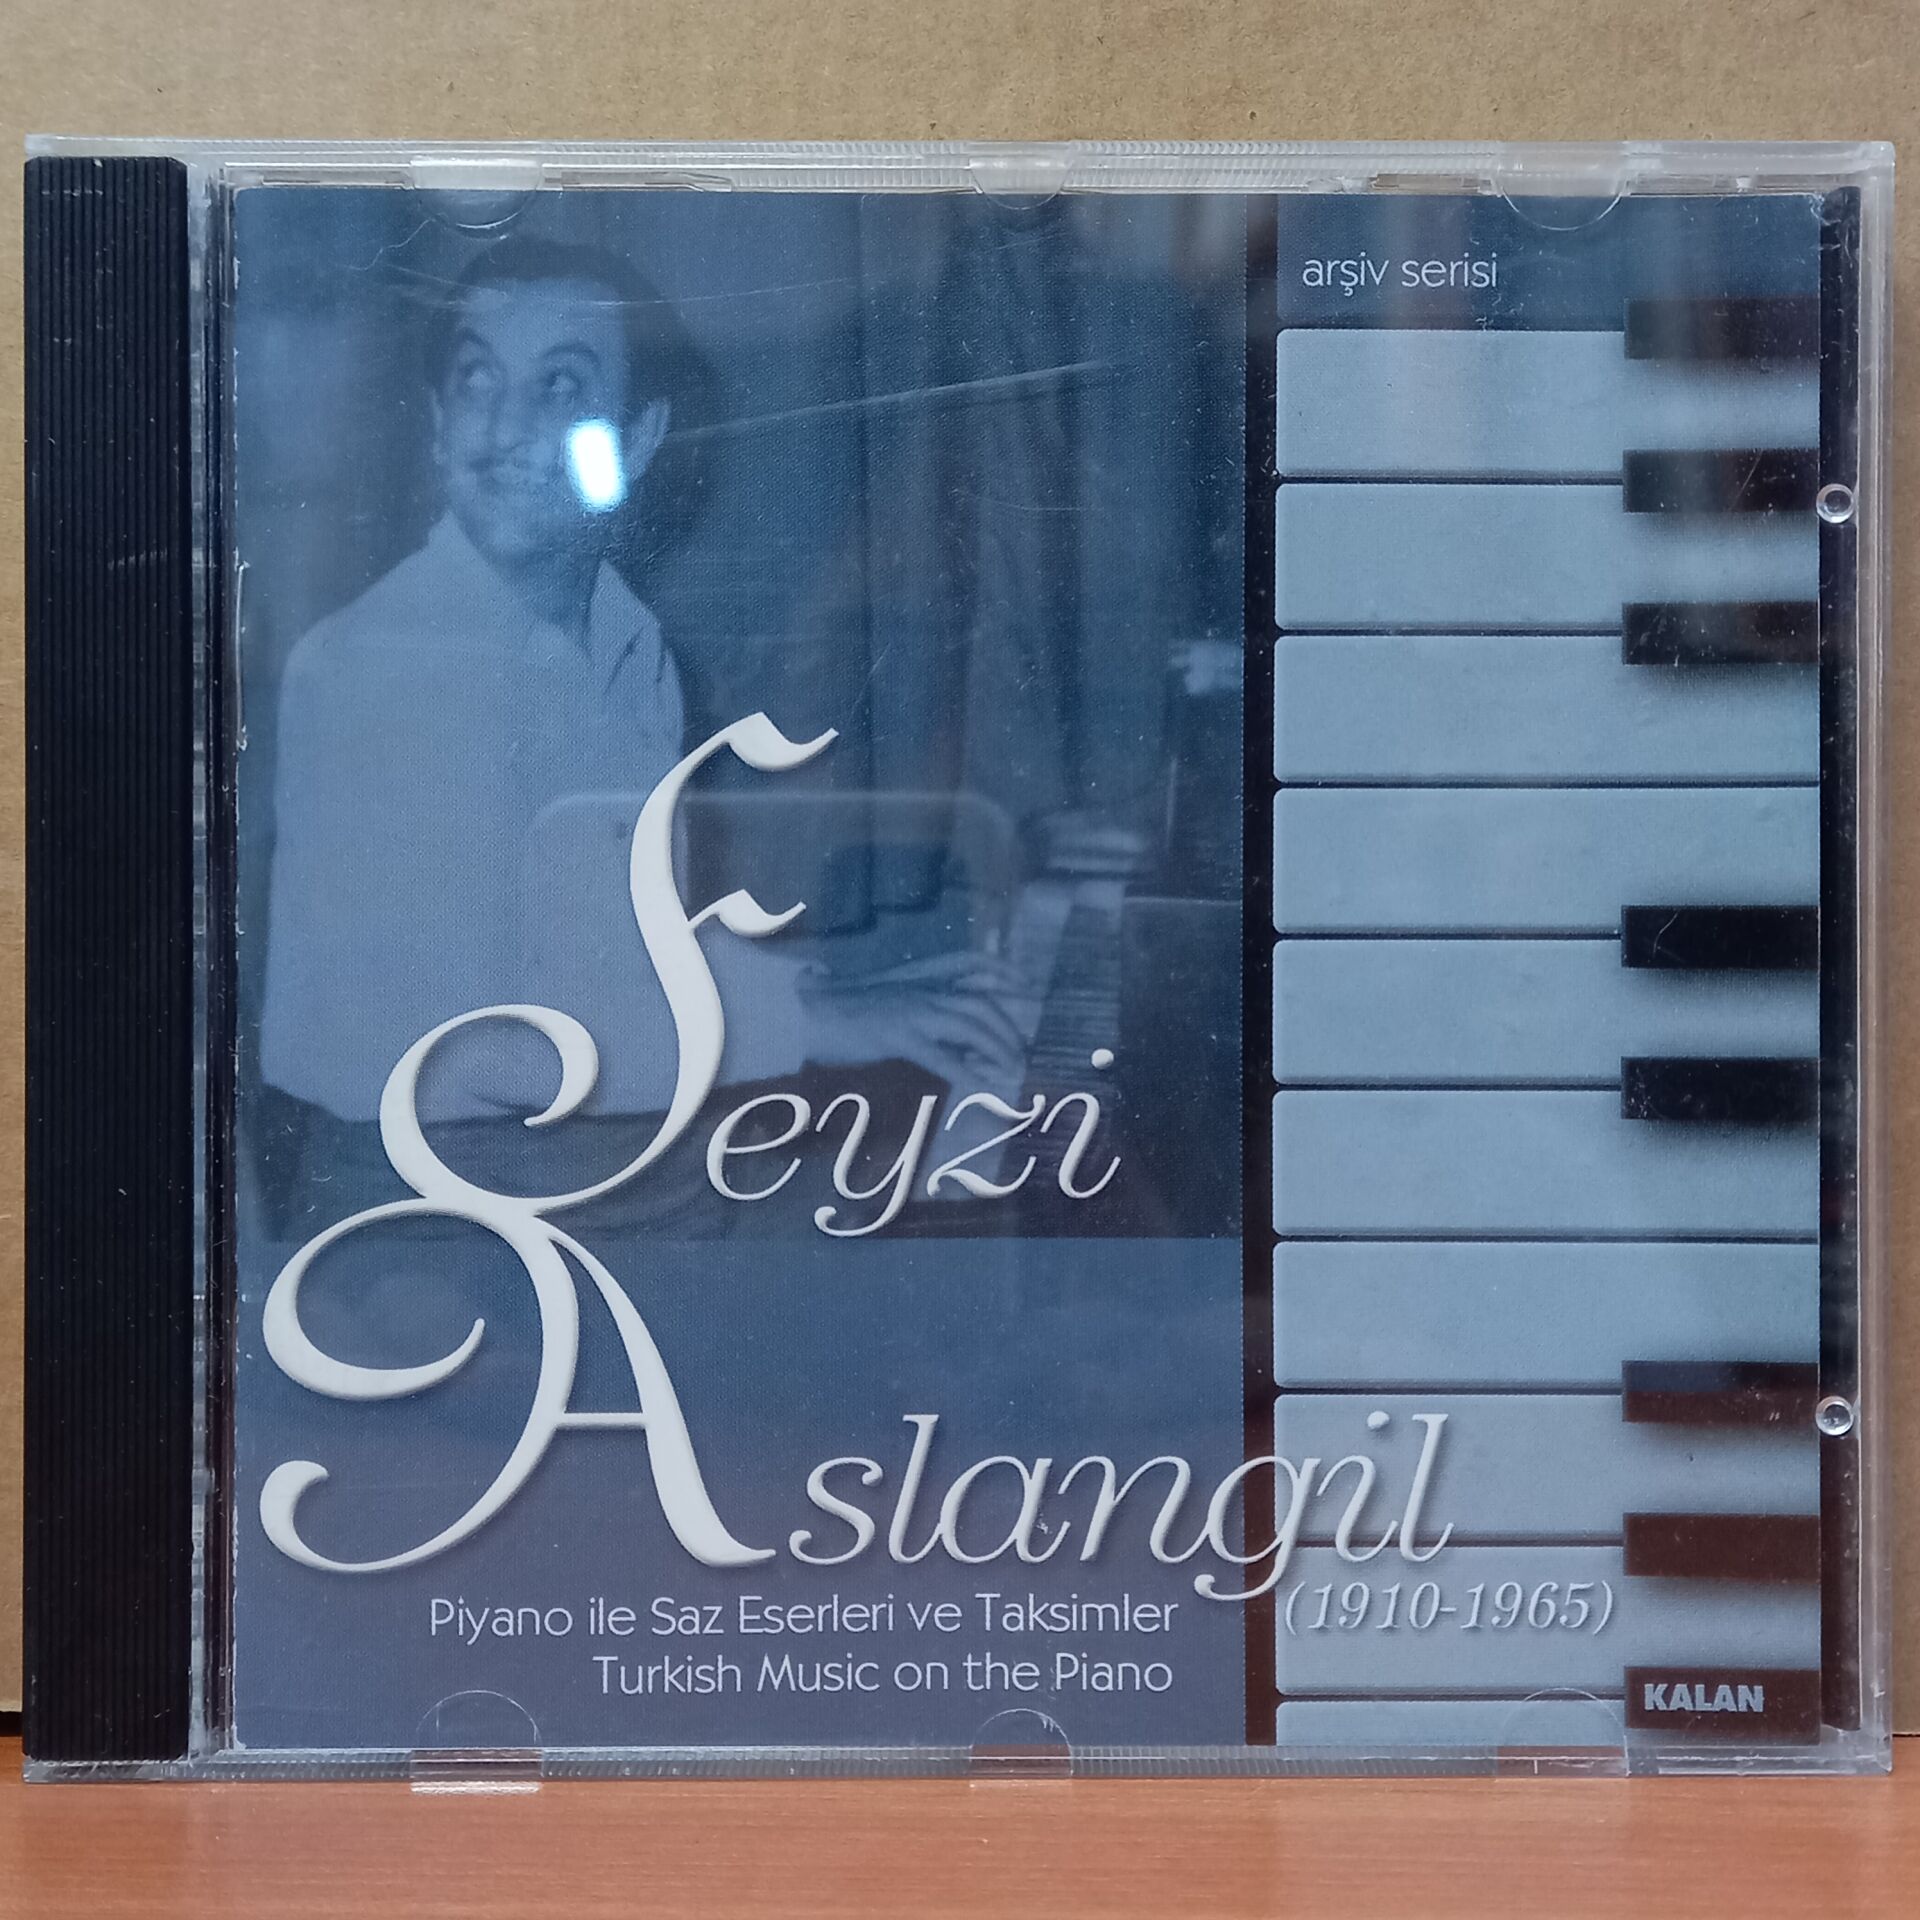 arşiv serisi
Feyzi
Aslangil
(1910-1965)
Piyano ile Saz Eserleri ve Taksimler
Turkish Music on the Piano
KALAN